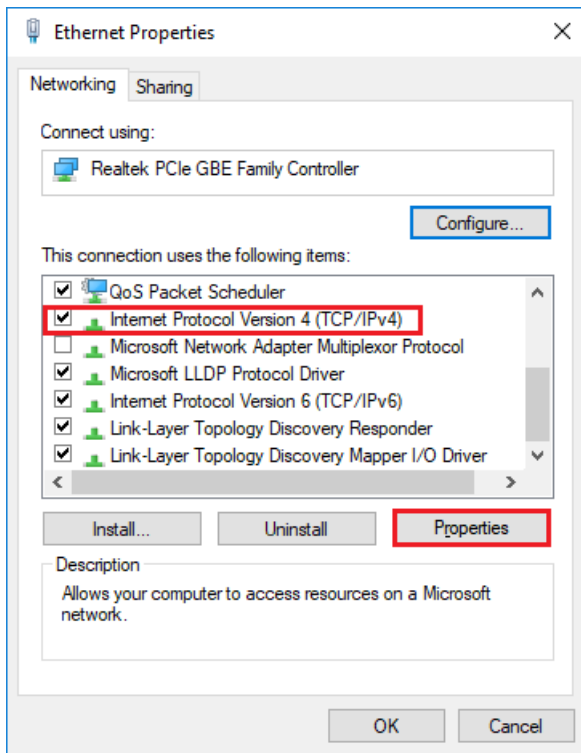 Ethernet Properties
Networking
Sharing
Connect using:
Realtek PCIe GBE Family Controller
Configure...
This connection uses the following items:
QoS Packet Scheduler
Internet Protocol Version 4 (TCP/IPv4)
Microsoft Network Adapter Multiplexor Protocol
Microsoft LLDP Protocol Driver
Internet Protocol Version 6 (TCP/IPv6)
Link-Layer Topology Discovery Responder
Link-Layer Topology Discovery Mapper I/O Driver
Install...
Uninstall
Properties
Description
Allows your computer to access resources on a Microsoft
network.
OK
Cancel